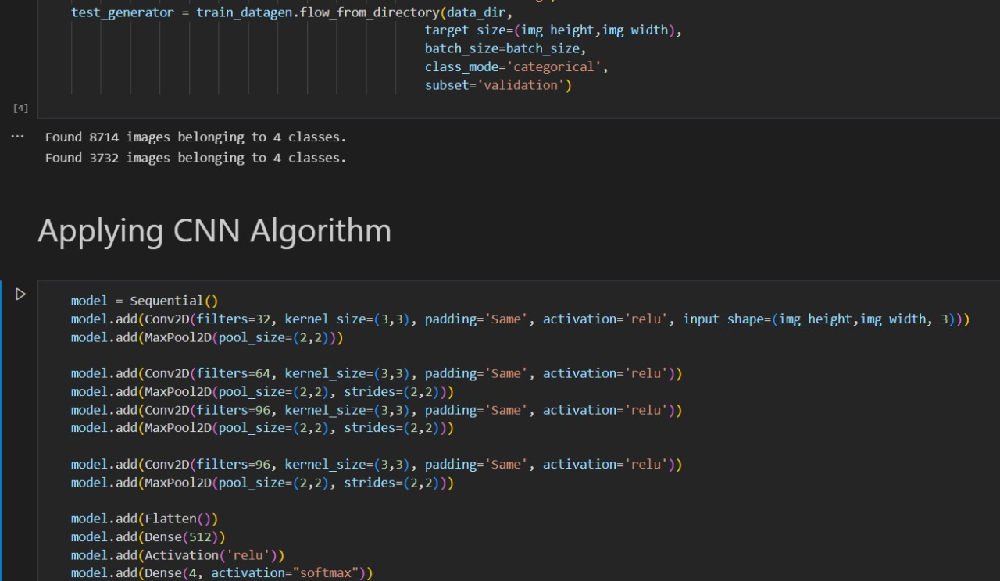 test_generator = train_datagen.flow_from_directory(data_dir,
target_size=(img_height,img_width),
batch_size=batch_size,
class_mode='categorical',
subset='validation')
[4]
... Found 8714 images belonging to 4 classes.
Found 3732 images belonging to 4 classes.
Applying CNN Algorithm
model = Sequential()
model.add(Conv2D(filters=32, kernel_size=(3,3), padding='Same', activation='relu', input_shape=(img_height,img_width, 3)))
model.add(MaxPool2D(pool_size=(2,2)))
model.add(Conv2D(filters=64, kernel_size=(3,3), padding='Same', activation='relu'))
model.add(MaxPool2D(pool_size=(2,2), strides=(2,2)))
model.add(Conv2D(filters=96, kernel_size=(3,3), padding='Same', activation='relu'))
model.add(MaxPool2D(pool_size=(2,2), strides=(2,2)))
model.add(Conv2D(filters=96, kernel_size=(3,3), padding='Same', activation='relu'))
model.add(MaxPool2D(pool_size=(2,2), strides=(2,2)))
model.add(Flatten())
model.add(Dense(512))
model.add(Activation('relu'))
model.add(Dense(4, activation="softmax"))